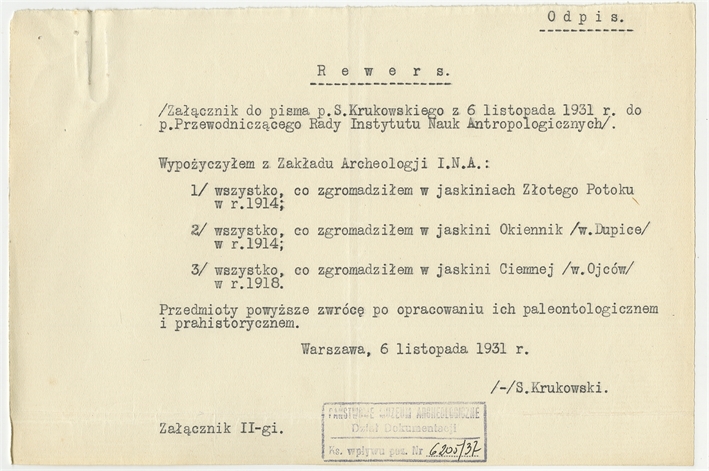 Odpis.
Rewers.
/Załącznik do pisma p.S.Krukowskiego z 6 listopada 1931 r. do
p.Przewodniczącego Rady Instytutu Nauk Antropologicznych/.
Wypożyczyłem z Zakładu Archeologji I.N.A.:
1/ wszystko, co zgromadziłem w jaskiniach Złotego Potoku
w r.1914;
2/ wszystko, co zgromadziłem w jaskini Okiennik /w.Dupice/
w r.1914;
3/ wszystko, co zgromadziłem w jaskini Ciemnej /w.Ojców/
w r.1918.
Przedmioty powyższe zwrócę po opracowaniu ich paleontologicznem
i prahistorycznem.
Warszawa, 6 listopada 1931 r.
/-/S.Krukowski.
Załącznik II-gi.
PAŃSTWOWE MUZEUM ARCHEOLOGICZNE
Dział Dokumentacji
Ks. wpływu poz. Nr 6205/37